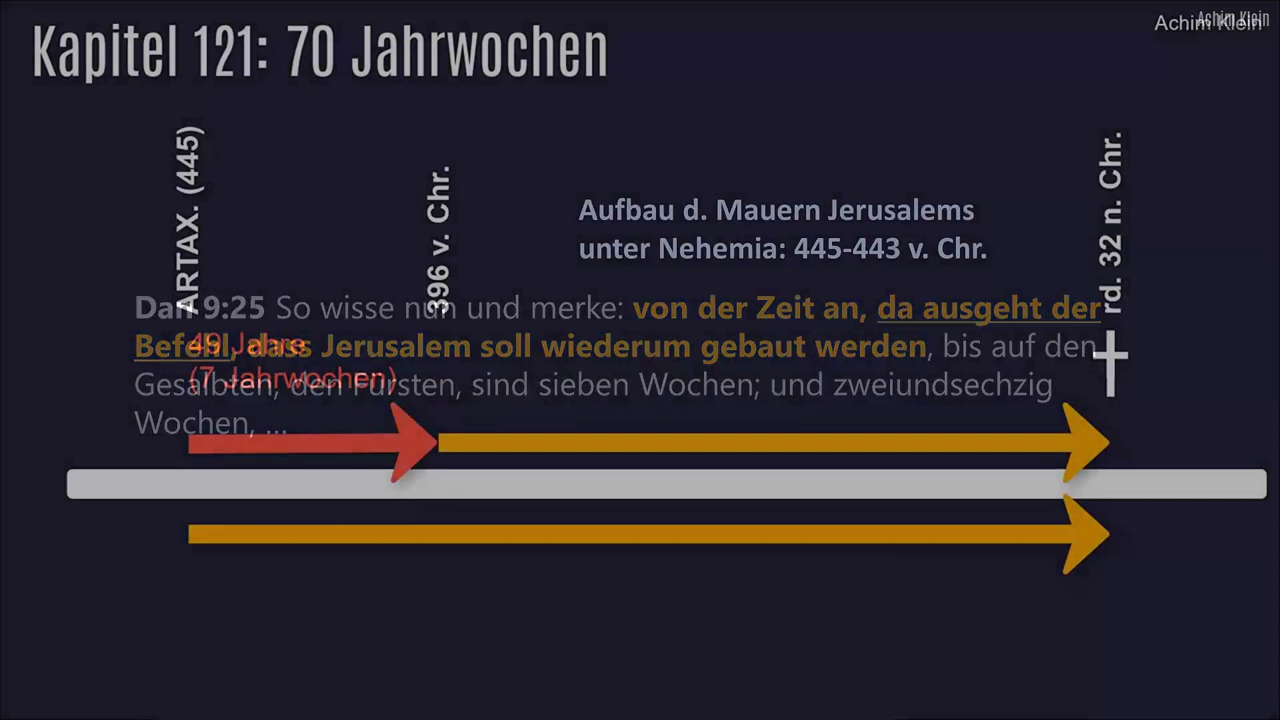 Achim Klein
Achim Klein
Kapitel 121: 70 Jahrwochen
ARTAX. (445)
396 v. Chr.
rd. 32 n. Chr.
Aufbau d. Mauern Jerusalems
unter Nehemia: 445-443 v. Chr.
Dan 9:25 So wisse nun und merke: von der Zeit an, da ausgeht der
Befehl, dass Jerusalem soll wiederum gebaut werden, bis auf den
Gesalbten, den Fürsten, sind sieben Wochen; und zweiundsechzig
Wochen, ...
49 Jahre
(7 Jahrwochen)